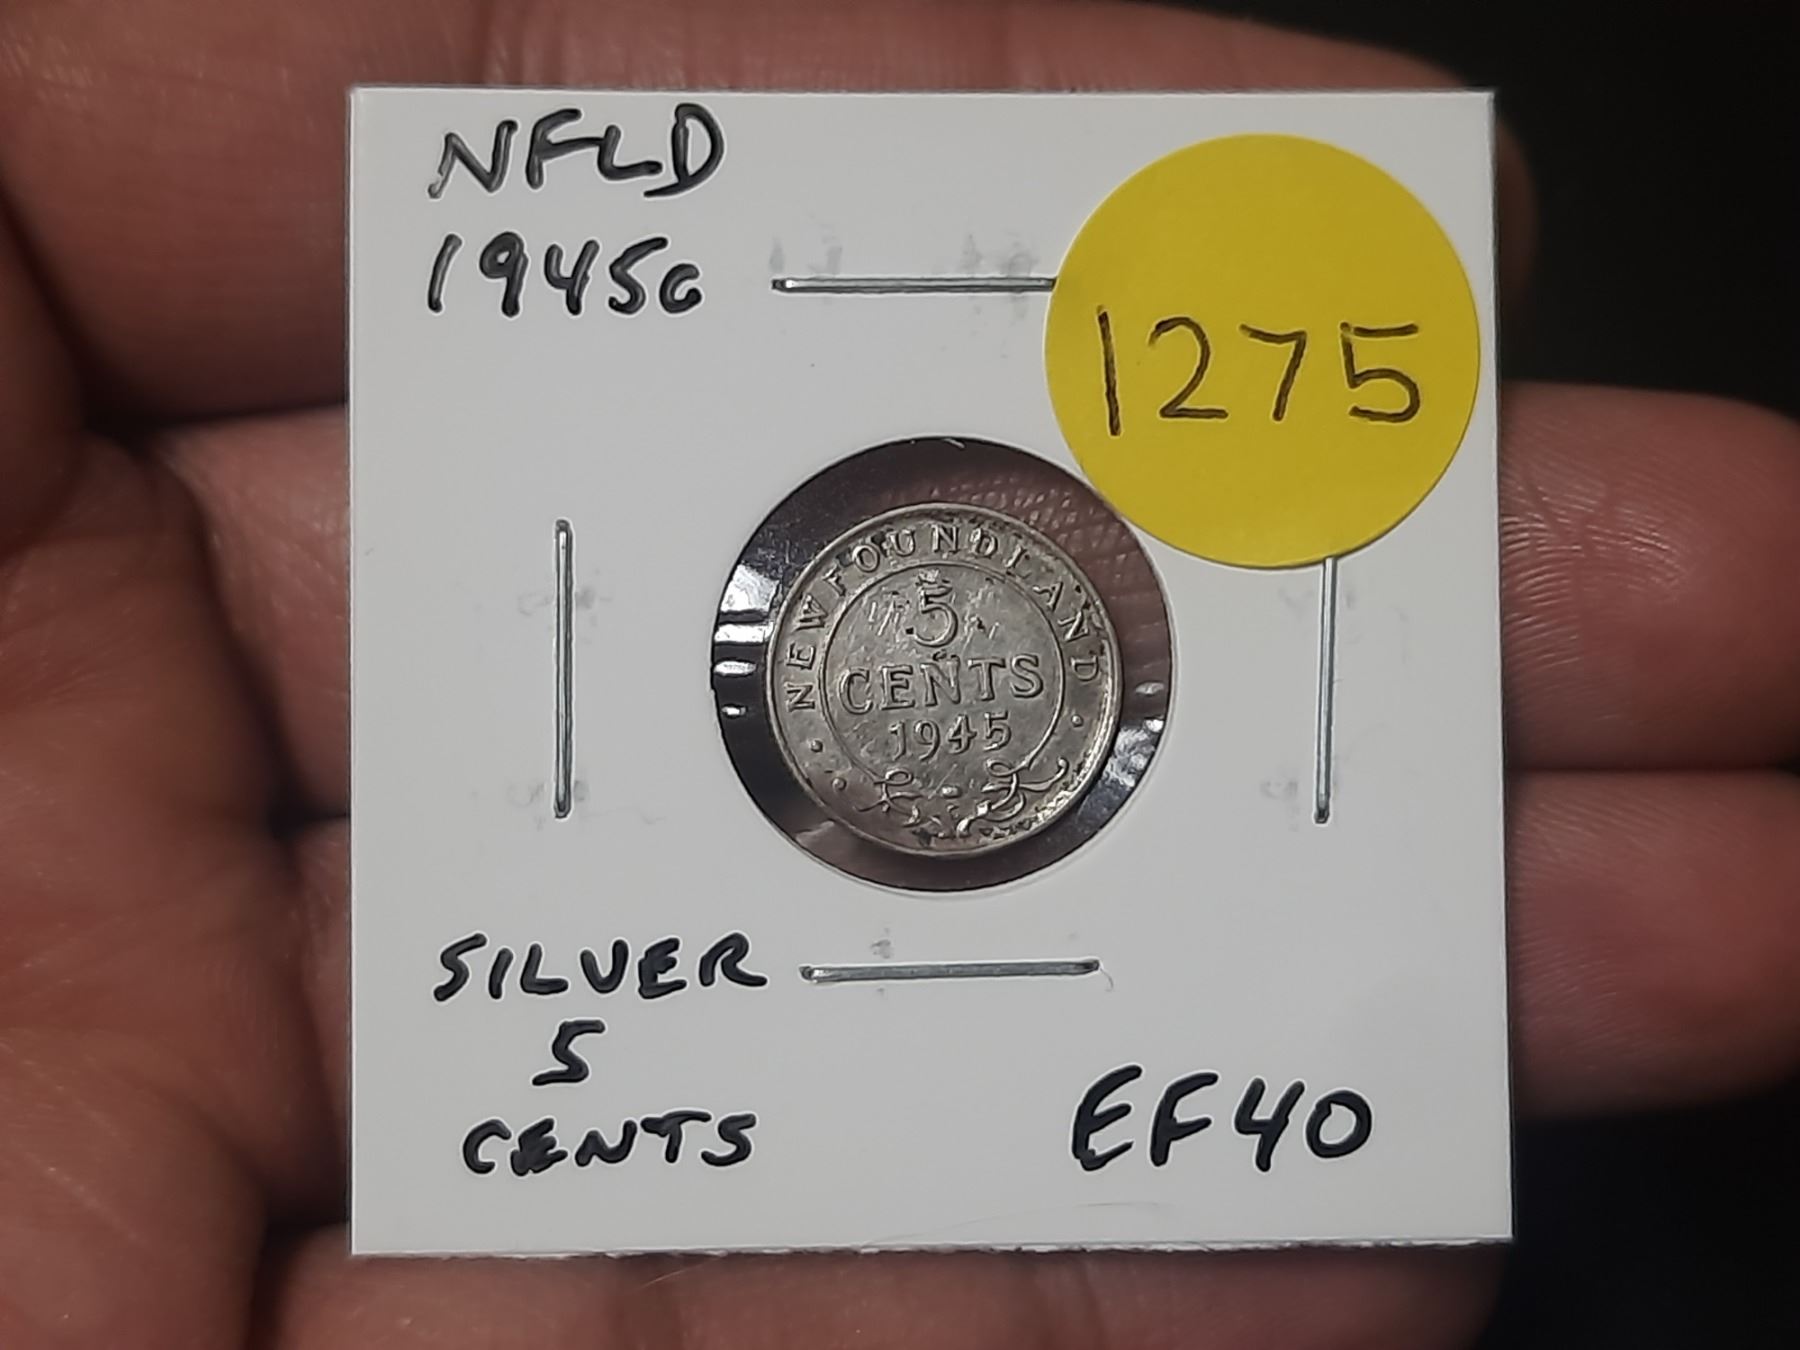 NFLD
1945C
1275
NEWFOUNDLAND
5
CENTS
1945
SILVER
5
CENTS
EF40